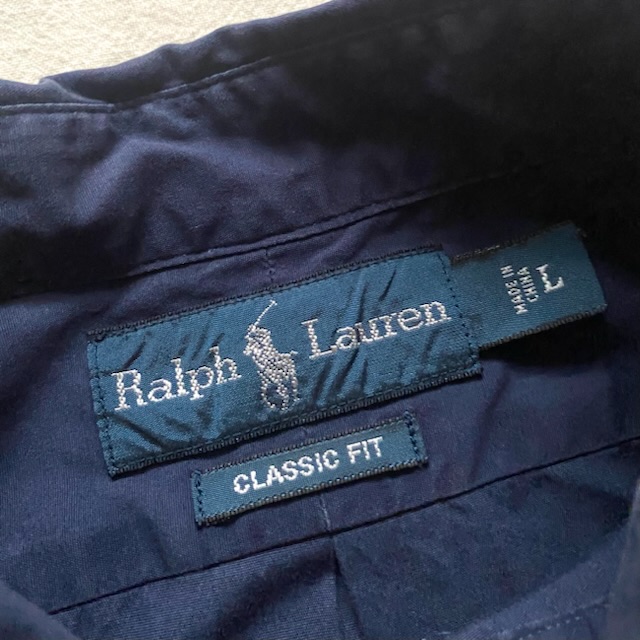 Ralph Lauren
MADE IN
CHINA
L
CLASSIC FIT